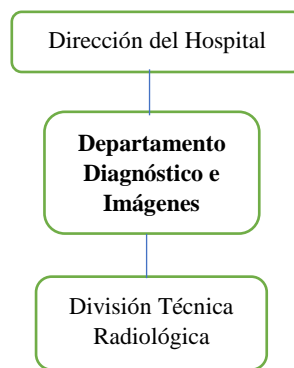 Dirección del Hospital
Departamento
Diagnóstico e
Imágenes
División Técnica
Radiológica